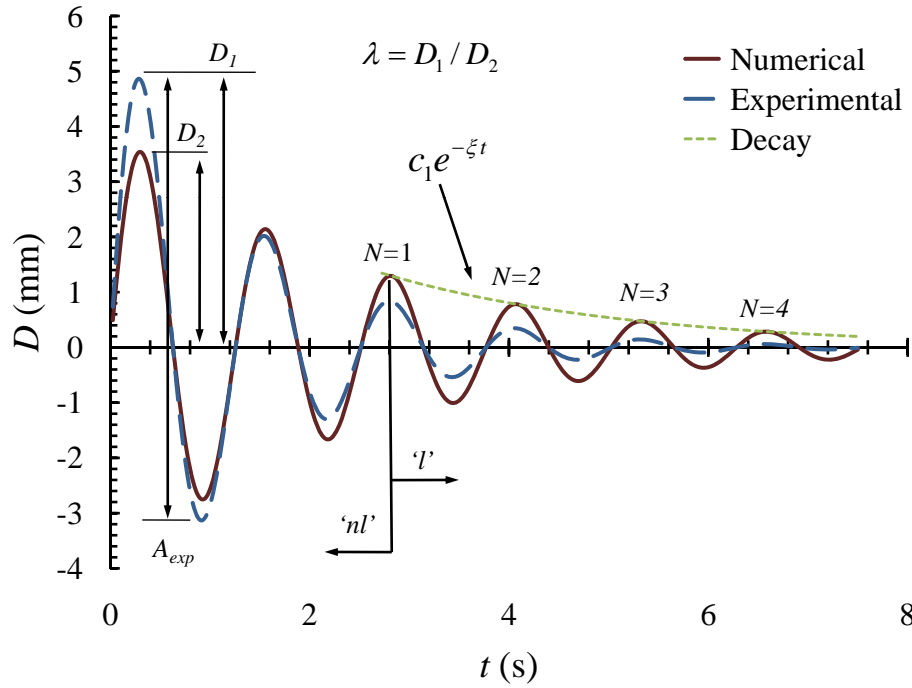 6
5
4
3
2
1
0
-1
-2
-3
-4
D (mm)
D1
D2
λ = D1 / D2
Numerical
Experimental
Decay
c1e^{-ξt}
N=1
N=2
N=3
N=4
'l'
'nl'
Aexp
0
2
4
6
8
t (s)